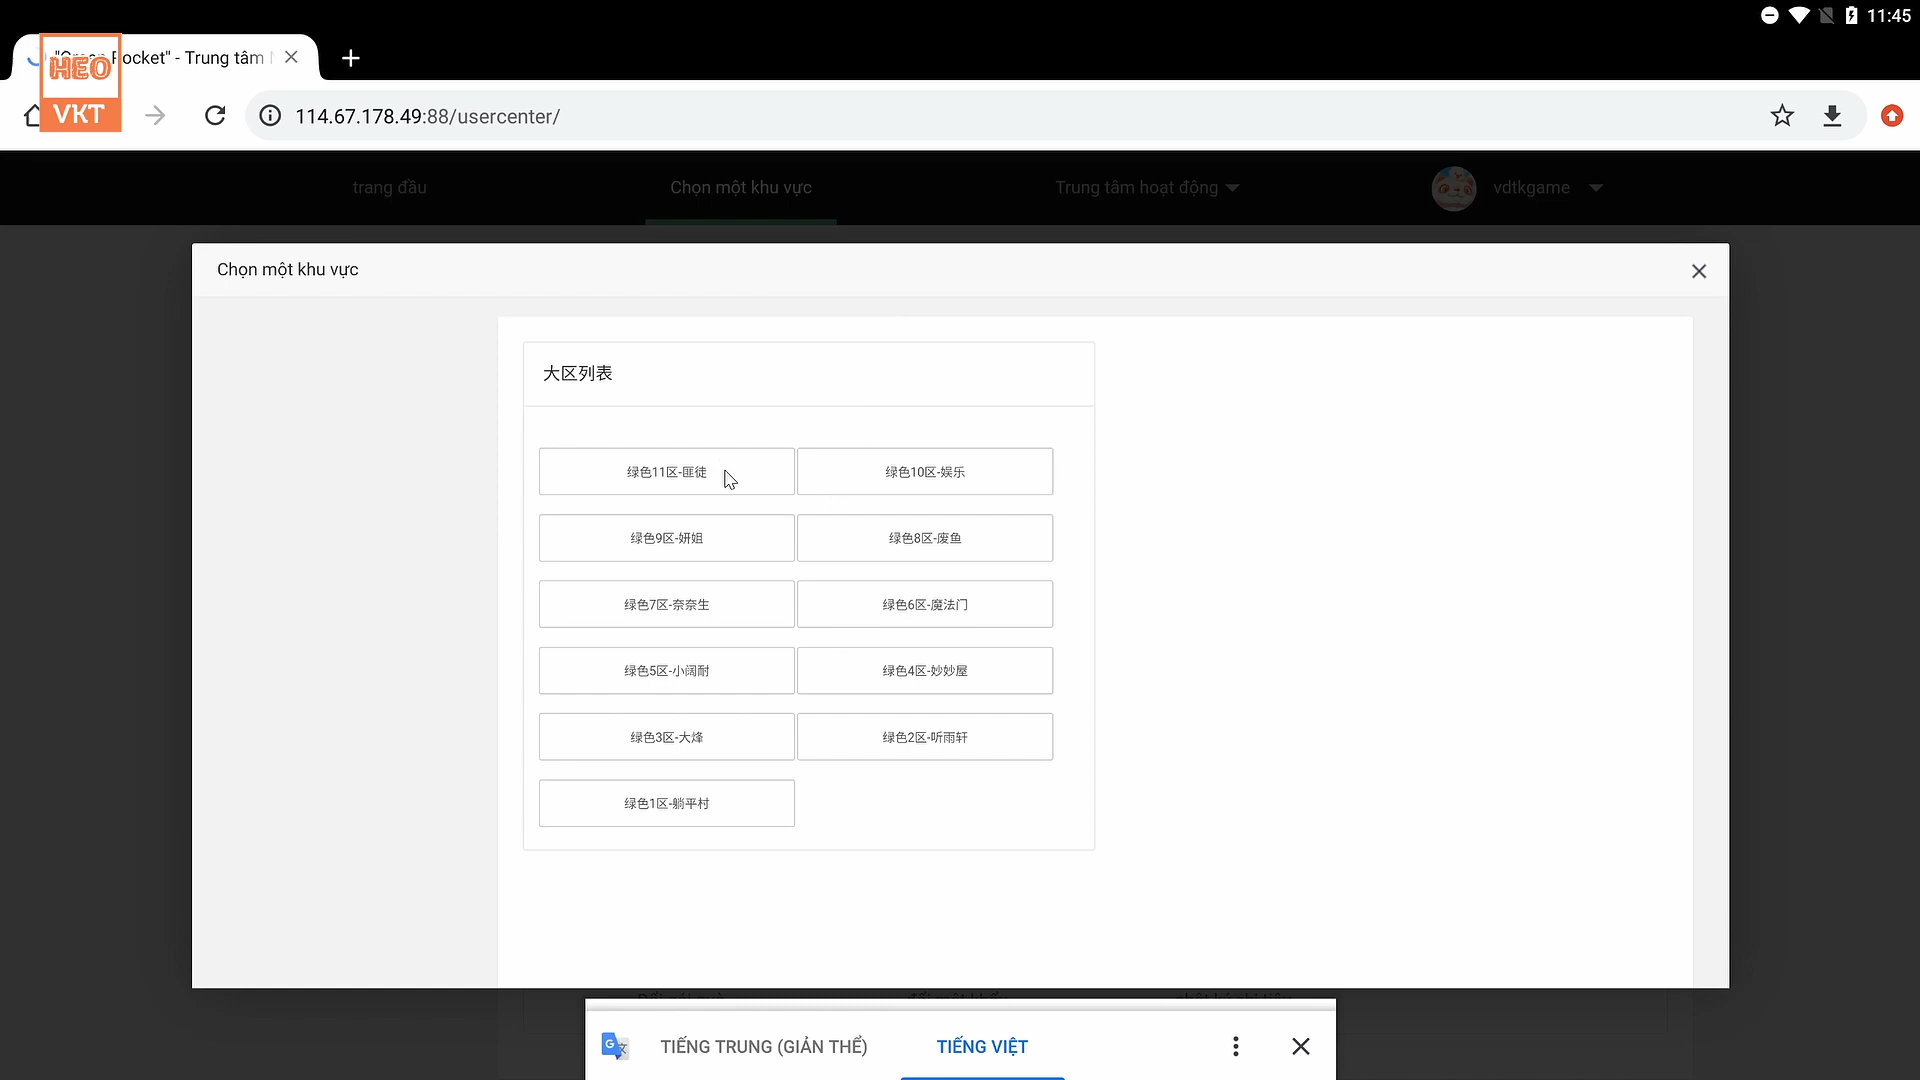 11:45
ocket" - Trung tâm
HEO
VKT
114.67.178.49:88/usercenter/
trang đầu
Chọn một khu vực
Trung tâm hoạt động
vdtkgame
Chọn một khu vực
大区列表
绿色11区-匪徒
绿色10区-娱乐
绿色9区-妍姐
绿色8区-废鱼
绿色7区-奈奈生
绿色6区-魔法门
绿色5区-小阔耐
绿色4区-妙妙屋
绿色3区-大烽
绿色2区-听雨轩
绿色1区-躺平村
TIẾNG TRUNG (GIẢN THỂ)
TIẾNG VIỆT